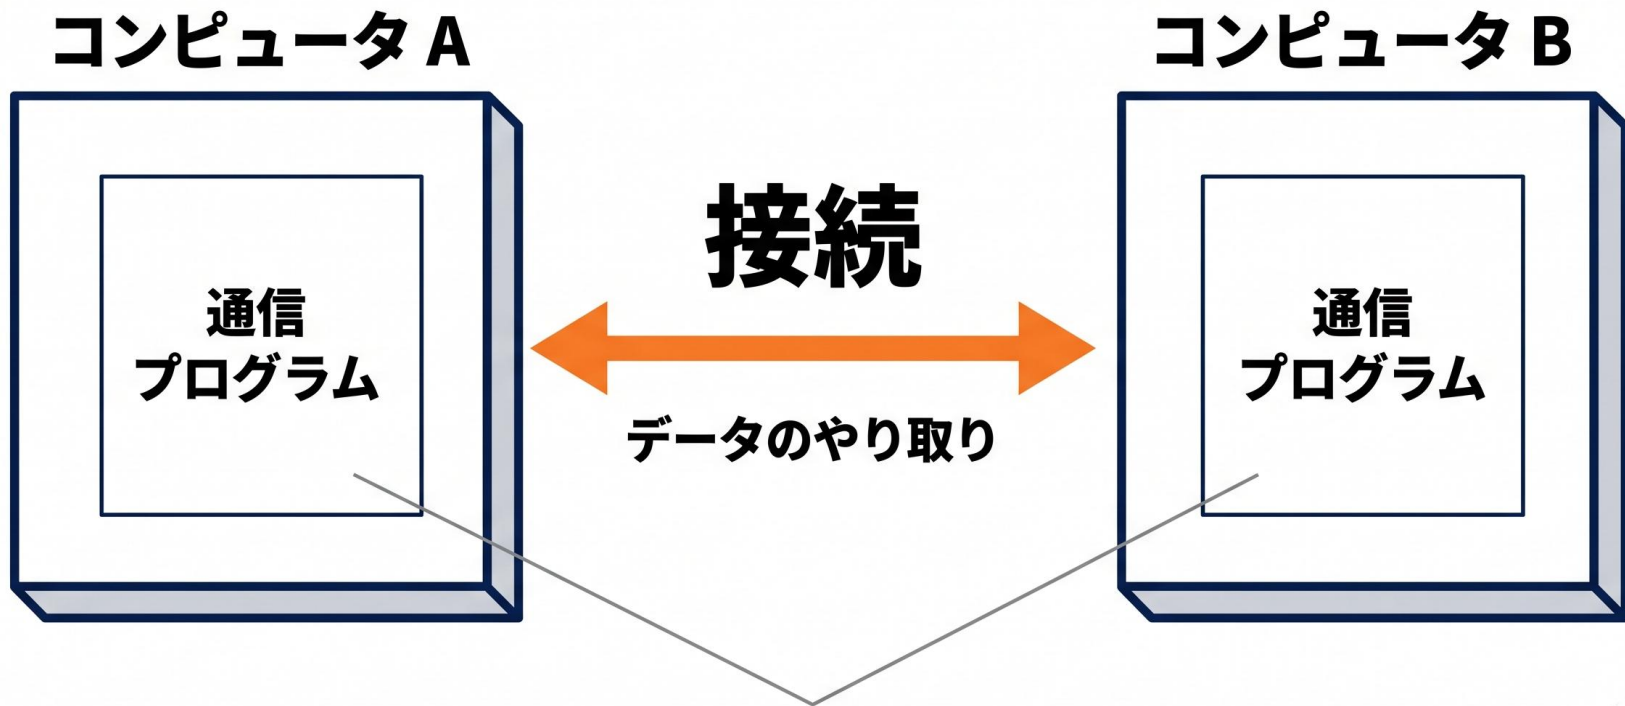 コンピュータ A
コンピュータ B
接続
通信
プログラム
データのやり取り
通信
プログラム